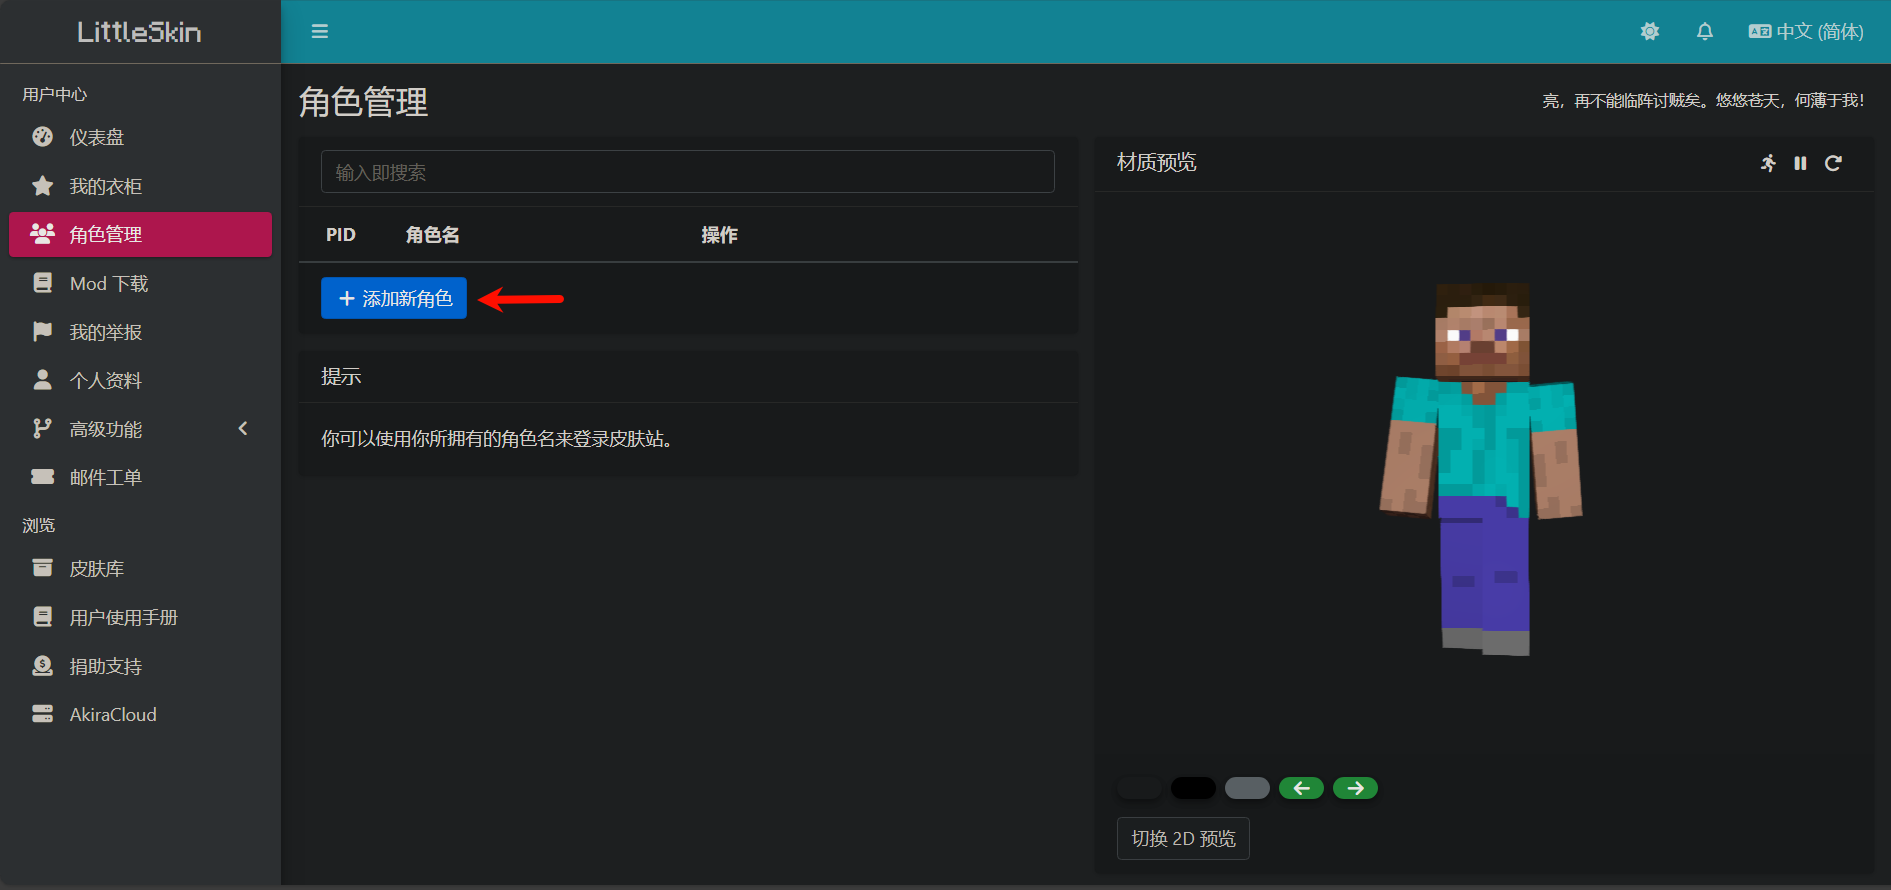 LittleSkin
中文 (简体)
用户中心
仪表盘
我的衣柜
角色管理
Mod 下载
我的举报
个人资料
高级功能
邮件工单
浏览
皮肤库
用户使用手册
捐助支持
AkiraCloud
角色管理
亮，再不能临阵讨贼矣。悠悠苍天，何薄于我！
输入即搜索
PID 角色名 操作
添加新角色
提示
你可以使用你所拥有的角色名来登录皮肤站。
材质预览
切换 2D 预览